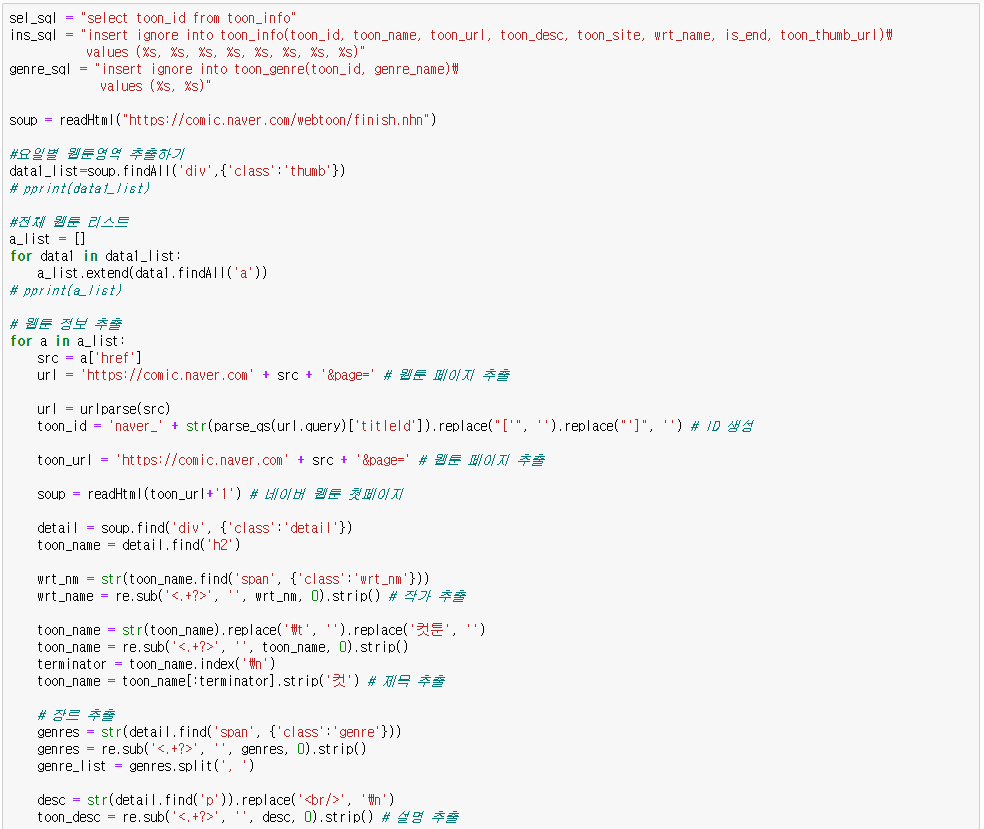 sel_sql = "select toon_id from toon_info"
ins_sql = "insert ignore into toon_info(toon_id, toon_name, toon_url, toon_desc, toon_site, wrt_name, is_end, toon_thumb_url)₩
           values (%s, %s, %s, %s, %s, %s, %s, %s)"
genre_sql = "insert ignore into toon_genre(toon_id, genre_name)₩
             values (%s, %s)"

soup = readHtml("https://comic.naver.com/webtoon/finish.nhn")

#요일별 웹툰영역 추출하기
data1_list=soup.findAll('div',{'class':'thumb'})
# pprint(data1_list)

#전체 웹툰 리스트
a_list = []
for data1 in data1_list:
    a_list.extend(data1.findAll('a'))
# pprint(a_list)

# 웹툰 정보 추출
for a in a_list:
    src = a['href']
    url = 'https://comic.naver.com' + src + '&page=' # 웹툰 페이지 추출

    url = urlparse(src)
    toon_id = 'naver_' + str(parse_qs(url.query)['titleId']).replace("['", '').replace("']", '') # ID 생성

    toon_url = 'https://comic.naver.com' + src + '&page=' # 웹툰 페이지 추출

    soup = readHtml(toon_url+'1') # 네이버 웹툰 첫페이지

    detail = soup.find('div', {'class':'detail'})
    toon_name = detail.find('h2')

    wrt_nm = str(toon_name.find('span', {'class':'wrt_nm'}))
    wrt_name = re.sub('<.+?>', '', wrt_nm, 0).strip() # 작가 추출

    toon_name = str(toon_name).replace('₩t', '').replace('컷툰', '')
    toon_name = re.sub('<.+?>', '', toon_name, 0).strip()
    terminator = toon_name.index('₩n')
    toon_name = toon_name[:terminator].strip('컷') # 제목 추출

    # 장르 추출
    genres = str(detail.find('span', {'class':'genre'}))
    genres = re.sub('<.+?>', '', genres, 0).strip()
    genre_list = genres.split(', ')

    desc = str(detail.find('p')).replace('<br/>', '₩n')
    toon_desc = re.sub('<.+?>', '', desc, 0).strip() # 설명 추출